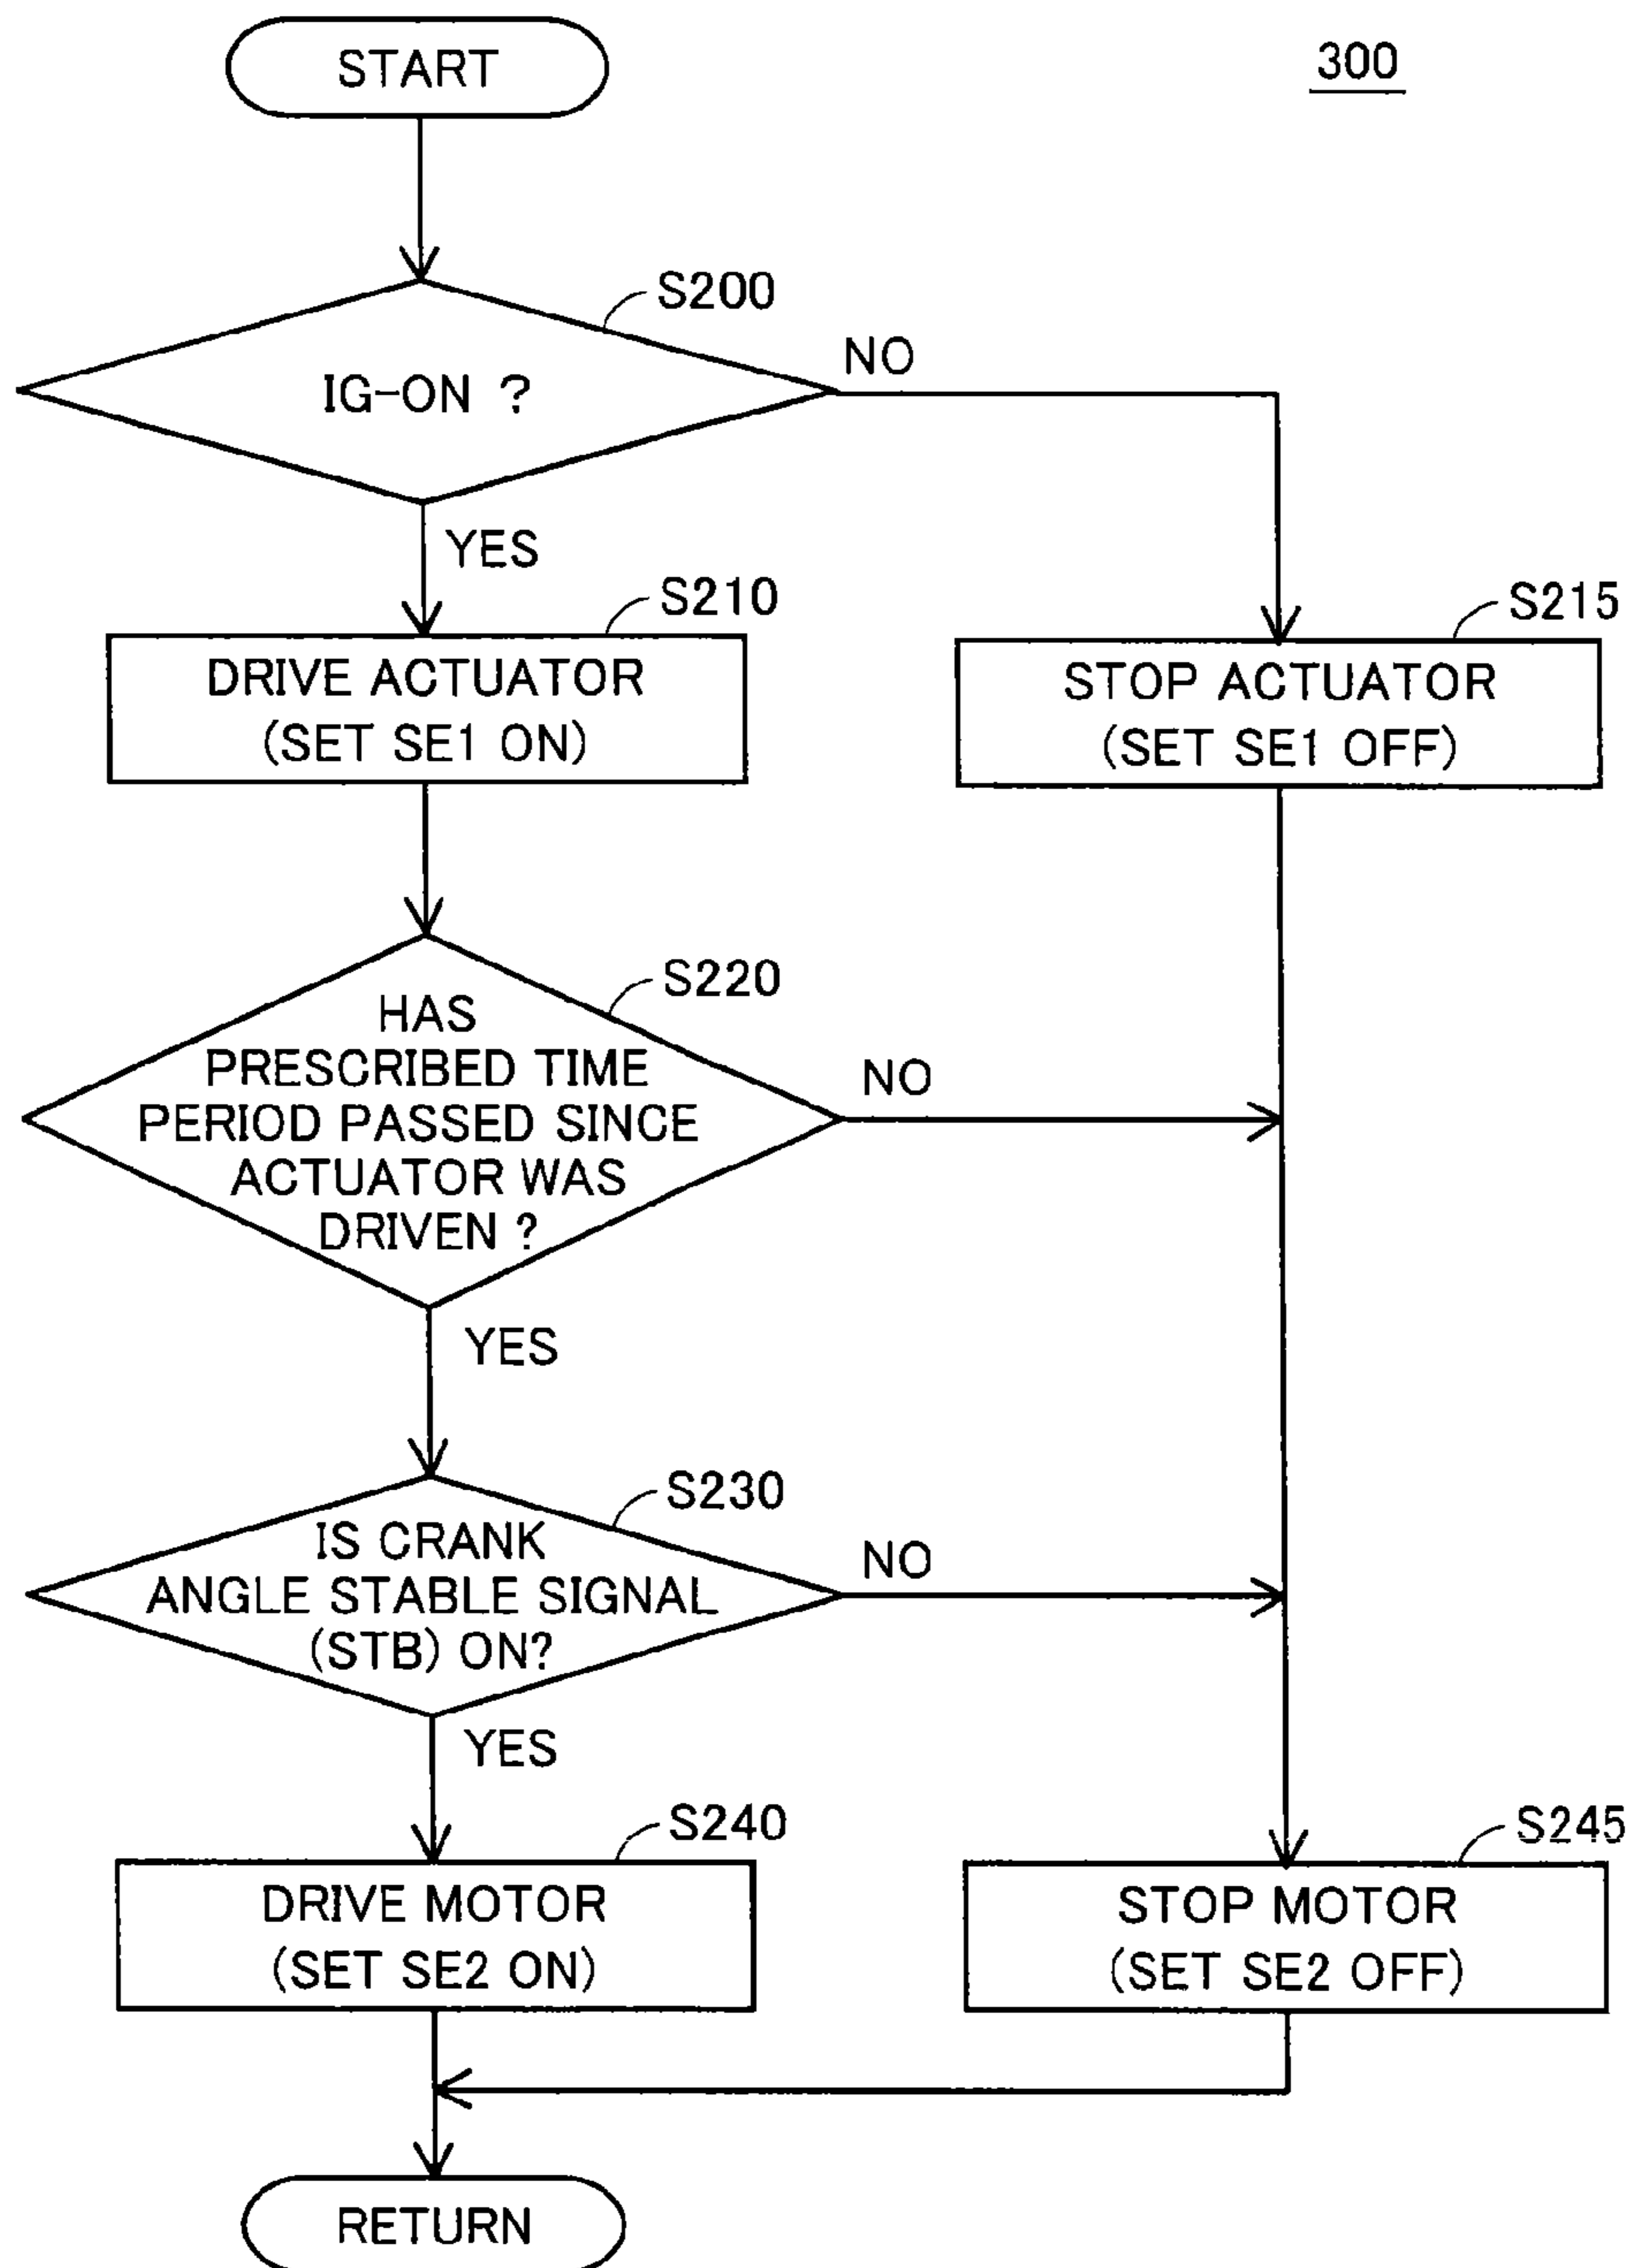 START
300
S200
IG-ON ?
NO
YES
S210
DRIVE ACTUATOR
(SET SE1 ON)
S215
STOP ACTUATOR
(SET SE1 OFF)
S220
HAS
PRESCRIBED TIME
PERIOD PASSED SINCE
ACTUATOR WAS
DRIVEN ?
NO
YES
S230
IS CRANK
ANGLE STABLE SIGNAL
(STB) ON?
NO
YES
S240
DRIVE MOTOR
(SET SE2 ON)
S245
STOP MOTOR
(SET SE2 OFF)
RETURN